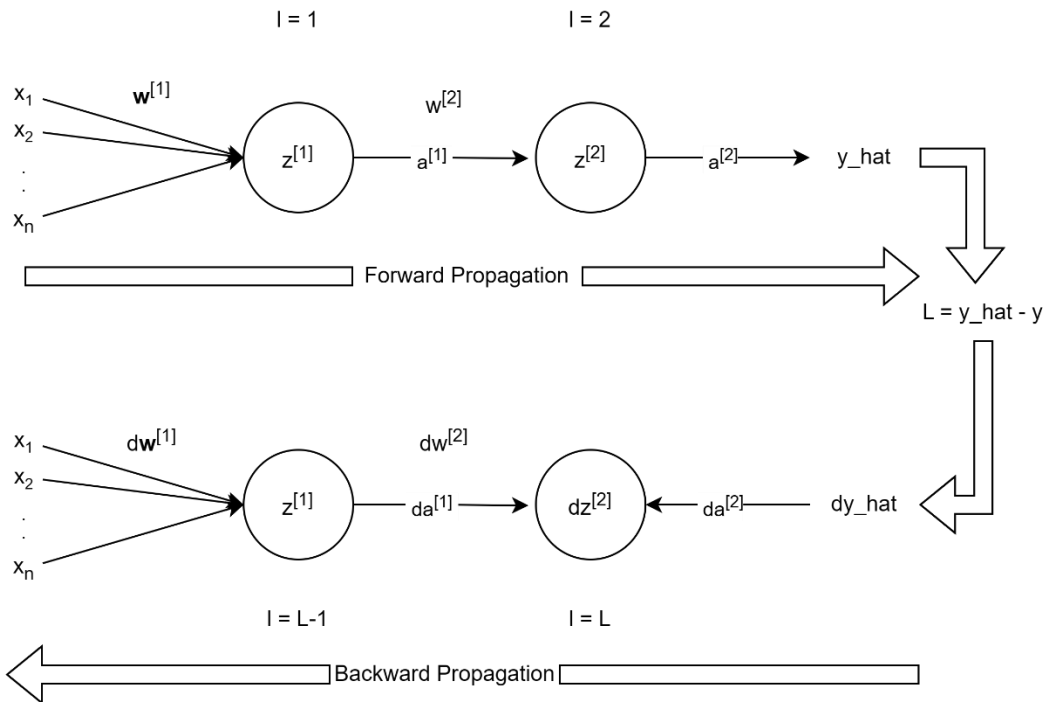 l = 1
l = 2
x1
w[1]
x2
.
.
xn
z[1]
a[1]
w[2]
z[2]
a[2]
y_hat
Forward Propagation
L = y_hat - y
x1
dw[1]
x2
.
.
xn
z[1]
da[1]
dw[2]
dz[2]
da[2]
dy_hat
l = L-1
l = L
Backward Propagation